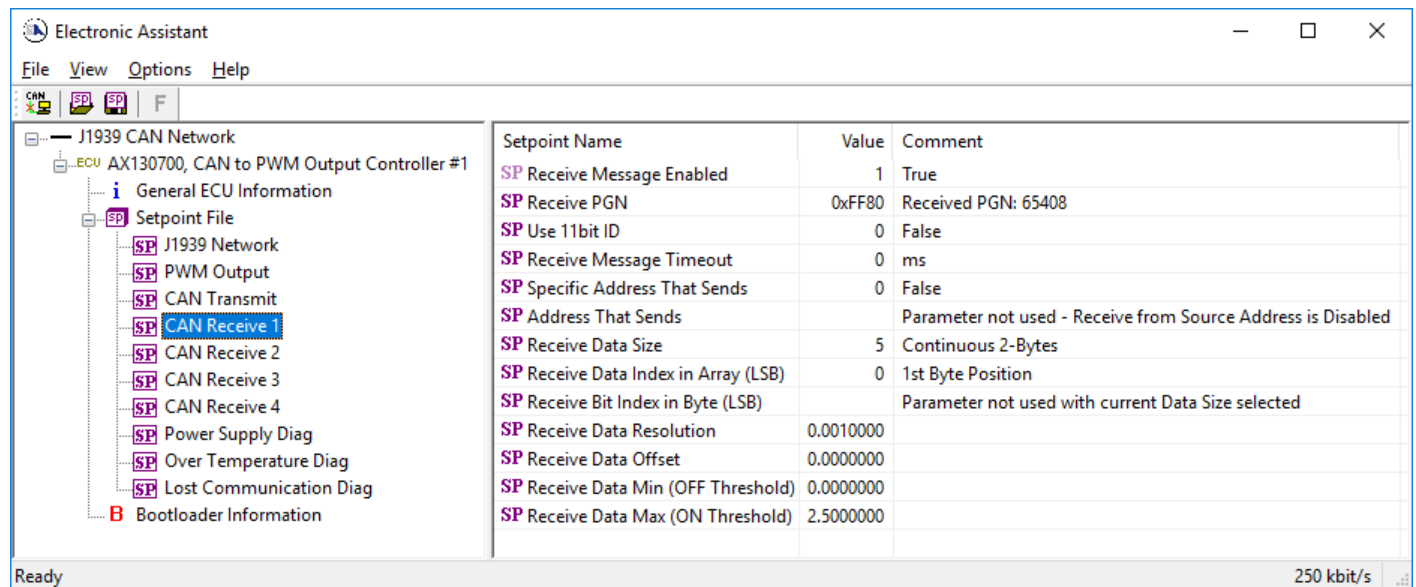 Electronic Assistant
File View Options Help
CAN SP SP F
J1939 CAN Network
ECU AX130700, CAN to PWM Output Controller #1
i General ECU Information
SP Setpoint File
SP J1939 Network
SP PWM Output
SP CAN Transmit
SP CAN Receive 1
SP CAN Receive 2
SP CAN Receive 3
SP CAN Receive 4
SP Power Supply Diag
SP Over Temperature Diag
SP Lost Communication Diag
B Bootloader Information
Setpoint Name Value Comment
SP Receive Message Enabled 1 True
SP Receive PGN 0xFF80 Received PGN: 65408
SP Use 11bit ID 0 False
SP Receive Message Timeout 0 ms
SP Specific Address That Sends 0 False
SP Address That Sends Parameter not used - Receive from Source Address is Disabled
SP Receive Data Size 5 Continuous 2-Bytes
SP Receive Data Index in Array (LSB) 0 1st Byte Position
SP Receive Bit Index in Byte (LSB) Parameter not used with current Data Size selected
SP Receive Data Resolution 0.0010000
SP Receive Data Offset 0.0000000
SP Receive Data Min (OFF Threshold) 0.0000000
SP Receive Data Max (ON Threshold) 2.5000000
Ready 250 kbit/s